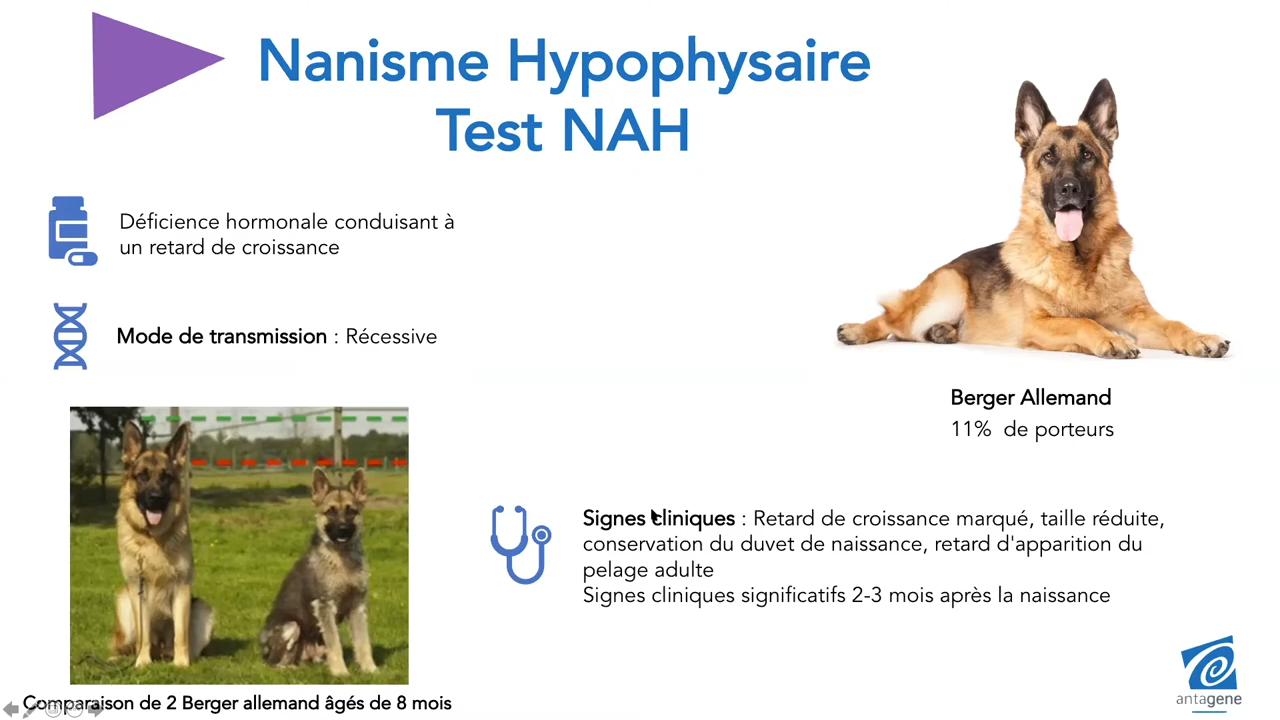 Nanisme Hypophysaire
Test NAH
Déficience hormonale conduisant à
un retard de croissance
Mode de transmission : Récessive
Berger Allemand
11% de porteurs
Signes cliniques : Retard de croissance marqué, taille réduite,
conservation du duvet de naissance, retard d'apparition du
pelage adulte
Signes cliniques significatifs 2-3 mois après la naissance
Comparaison de 2 Berger allemand âgés de 8 mois
antagene